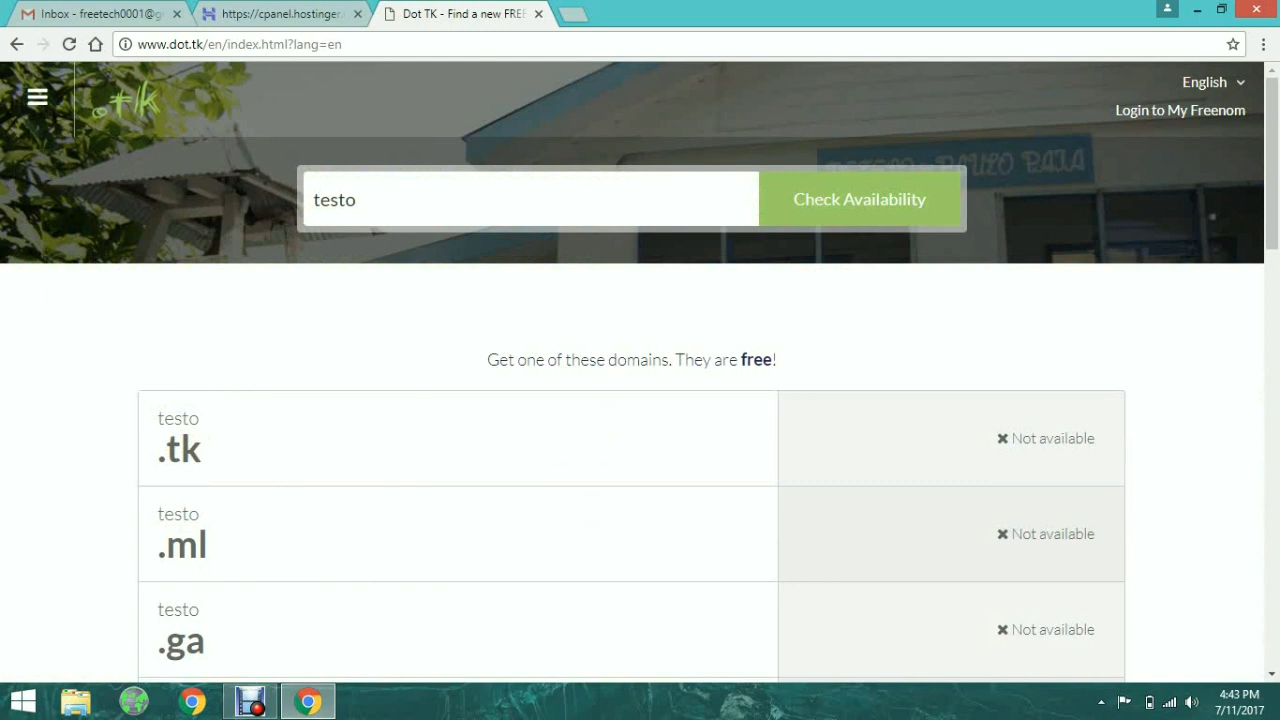 Inbox - freetech0001@g
https://cpanel.hostinger.
Dot TK - Find a new FREE
www.dot.tk/en/index.html?lang=en
.tk
English
Login to My Freenom
testo
Check Availability
Get one of these domains. They are free!
testo
.tk
Not available
testo
.ml
Not available
testo
.ga
Not available
4:43 PM
7/11/2017